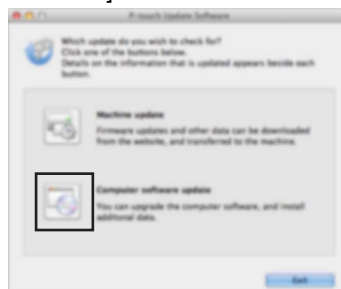 P-touch Update Software
Which update do you wish to check for?
Click one of the buttons below.
Details on the information that is updated appears beside each
button.
Machine update
Firmware updates and other data can be downloaded
from the website, and transferred to the machine.
Computer software update
You can upgrade the computer software, and install
additional data.
Exit